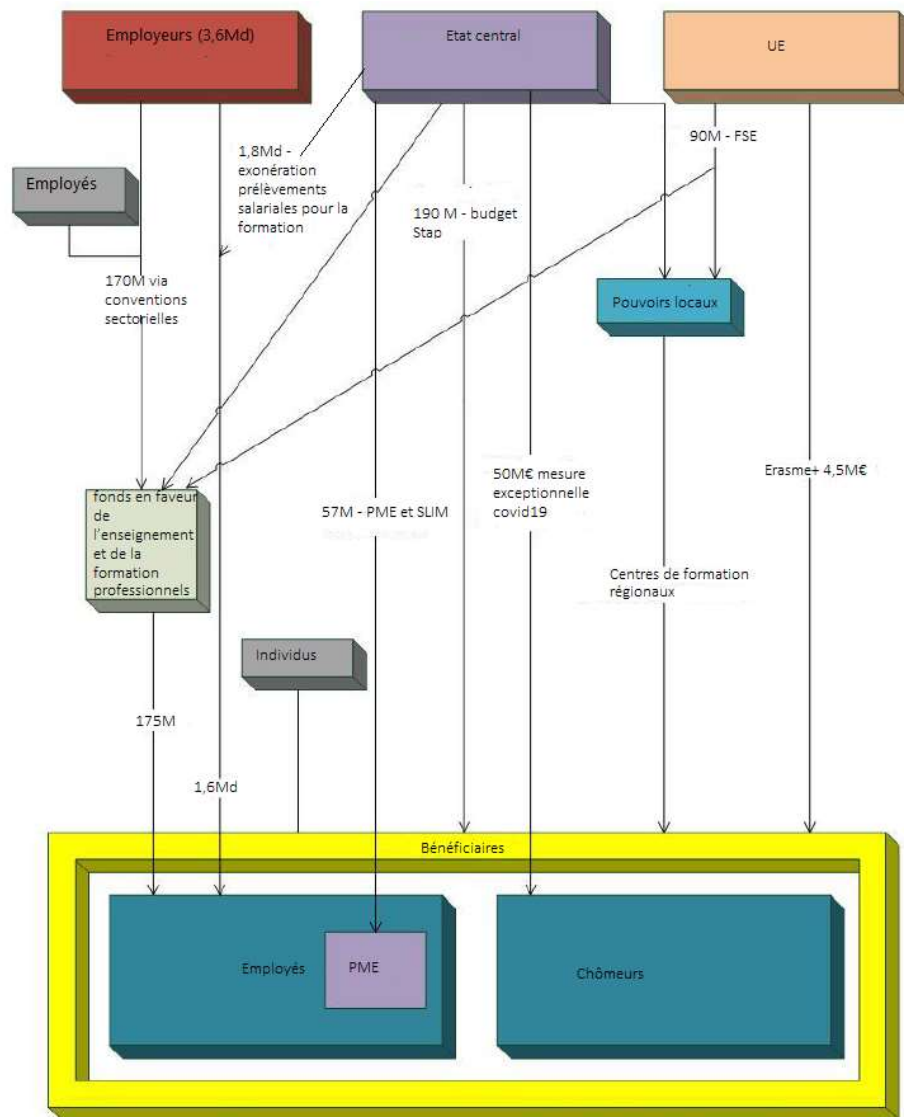 Employeurs (3,6Md)
Etat central
UE
90M - FSE
1,8Md -
exonération
prélèvements
salariales pour la
formation
Employés
190 M - budget
Stap
170M via
conventions
sectorielles
Pouvoirs locaux
Erasme+ 4,5M€
50M€ mesure
exceptionnelle
covid19
fonds en faveur
de
l’enseignement
et de la
formation
professionnels
57M - PME et SLIM
Centres de formation
régionaux
Individus
175M
1,6Md
Bénéficiaires
Employés
PME
Chômeurs